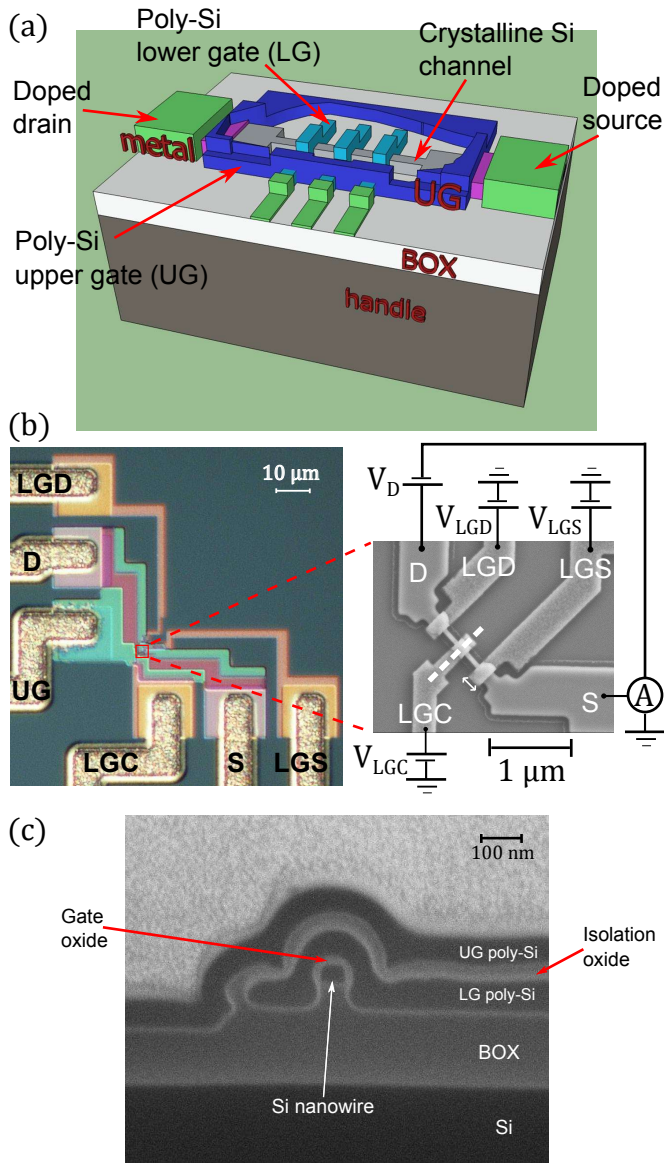 (a)
Poly-Si
lower gate (LG)
Crystalline Si
channel
Doped
drain
Doped
source
metal
UG
Poly-Si
upper gate (UG)
BOX
handle
(b)
LGD
10 μm
D
UG
LGC
S
LGS
V_D
V_LGD
V_LGS
D
LGD
LGS
LGC
S
A
V_LGC
1 μm
(c)
100 nm
Gate
oxide
UG poly-Si
Isolation
oxide
LG poly-Si
BOX
Si nanowire
Si